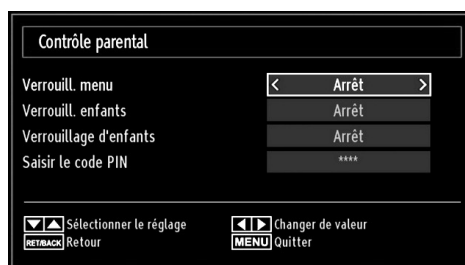 Contrôle parental
Verrouill. menu < Arrêt >
Verrouill. enfants Arrêt
Verrouillage d'enfants Arrêt
Saisir le code PIN ****
▼▲ Sélectionner le réglage ◀▶ Changer de valeur
RET/BACK Retour MENU Quitter